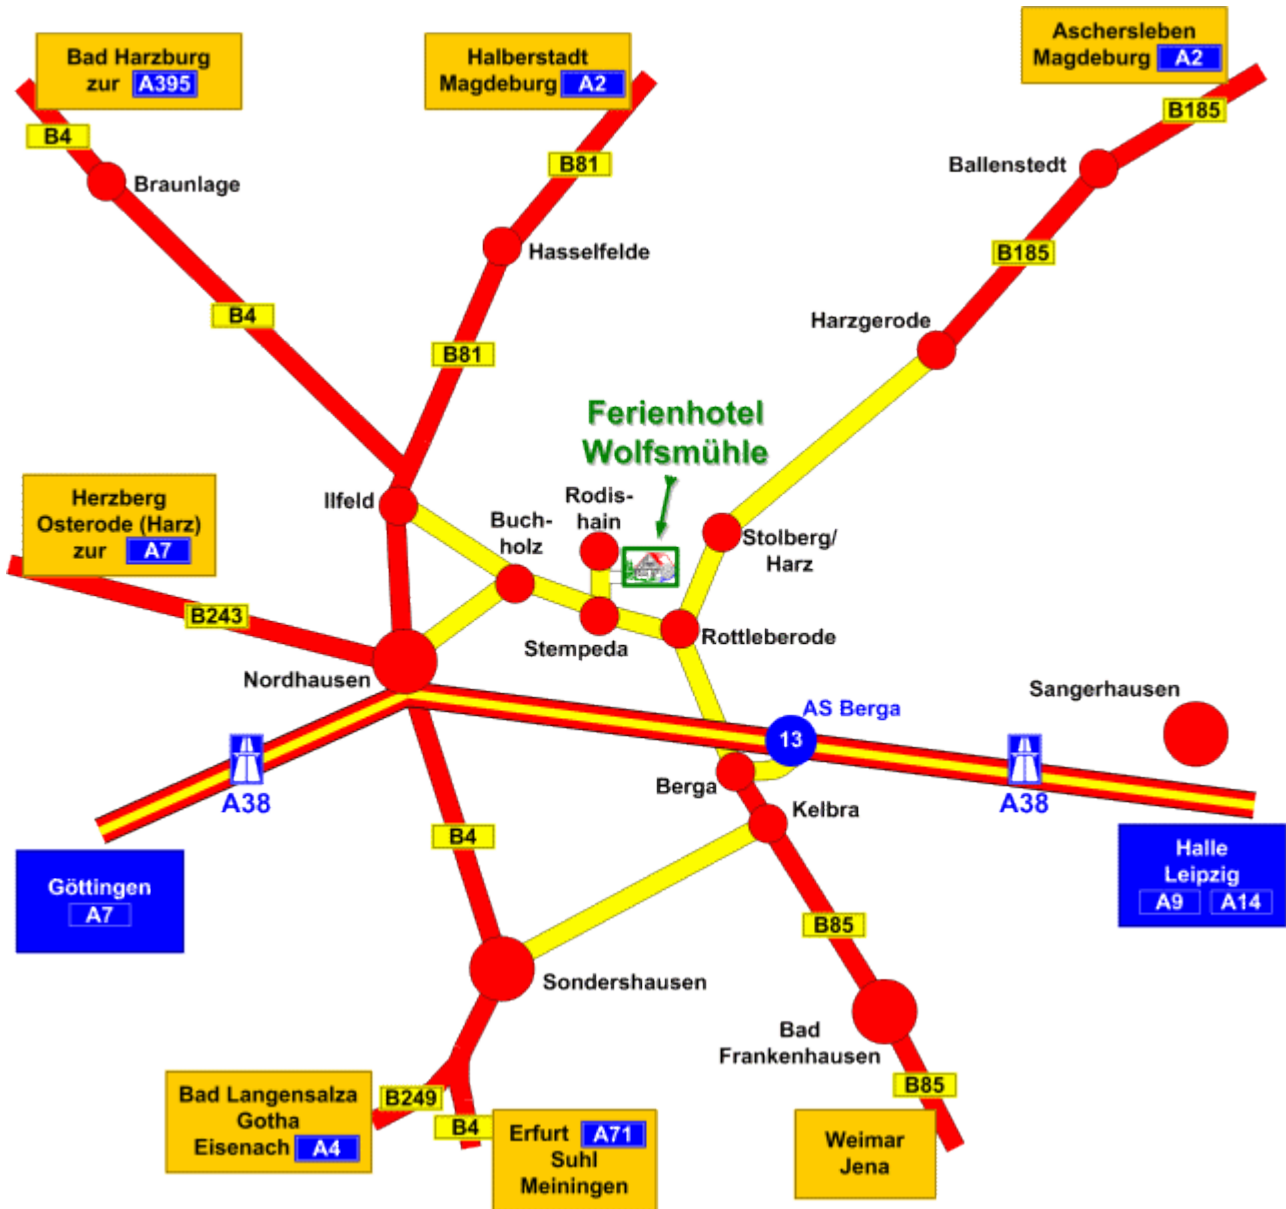 Bad Harzburg
zur A395
Halberstadt
Magdeburg A2
Aschersleben
Magdeburg A2
B4
B185
B81
Braunlage
Ballenstedt
Hasselfelde
B185
B4
Harzgerode
B81
Ferienhotel
Wolfsmühle
Herzberg
Osterode (Harz)
zur A7
Ilfeld
Rodis-
hain
Buch-
holz
Stolberg/
Harz
B243
Stempeda
Rottleberode
Nordhausen
Sangerhausen
AS Berga
13
A38
Berga
Kelbra
A38
B4
Göttingen
A7
Halle
Leipzig
A9 A14
B85
Sondershausen
Bad
Frankenhausen
Bad Langensalza
Gotha
Eisenach A4
B249
B4
B85
Erfurt A71
Suhl
Meiningen
Weimar
Jena